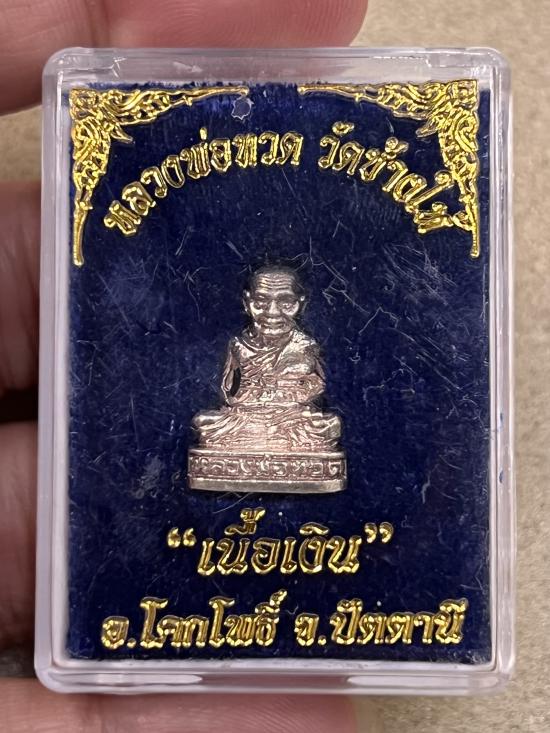 หลวงพ่อทวด วัดช้างให้
หลวงพ่อทวด
“เนื้อเงิน”
อ.โคกโพธิ์ จ.ปัตตานี